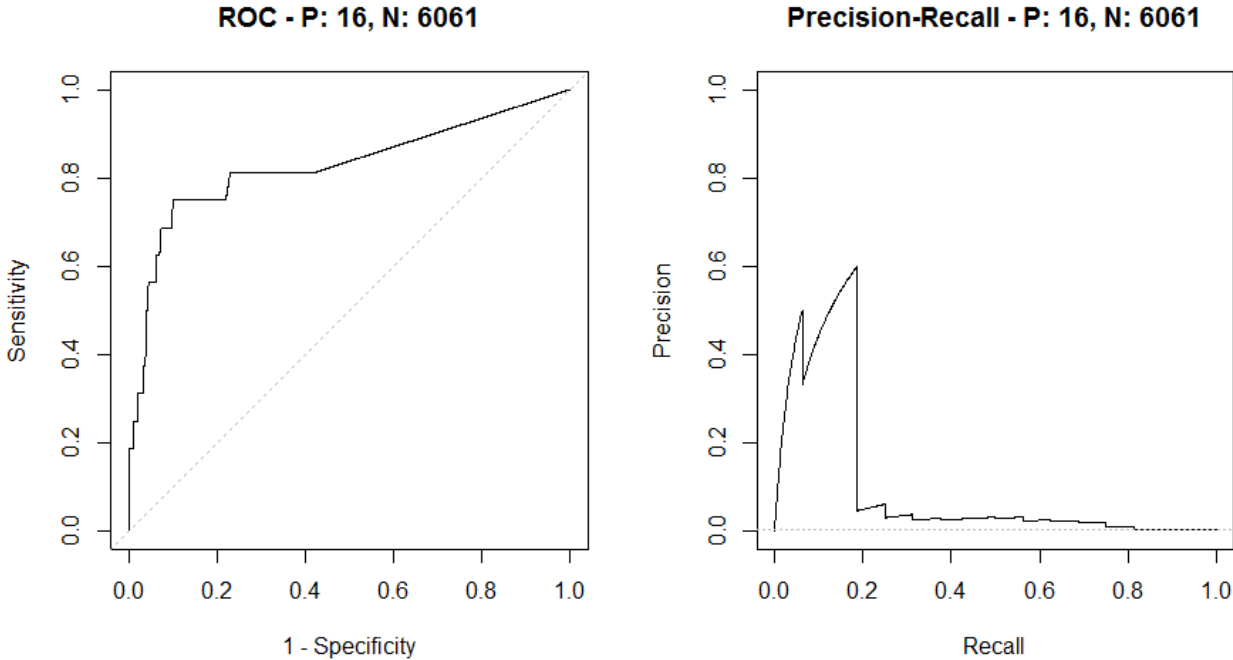 ROC - P: 16, N: 6061
1.0
0.8
0.6
0.4
0.2
0.0
Sensitivity
0.0 0.2 0.4 0.6 0.8 1.0
1 - Specificity
Precision-Recall - P: 16, N: 6061
1.0
0.8
0.6
0.4
0.2
0.0
Precision
0.0 0.2 0.4 0.6 0.8 1.0
Recall